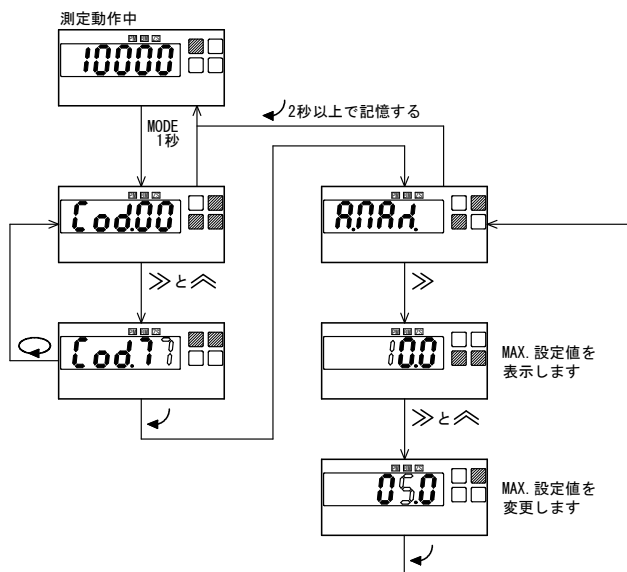 測定動作中
10000
MODE
1秒
2秒以上で記憶する
Cod.00
A.MAX.
≫と︽
≫
Cod.77
10.0
MAX. 設定値を
表示します
≫と︽
05.0
MAX. 設定値を
変更します